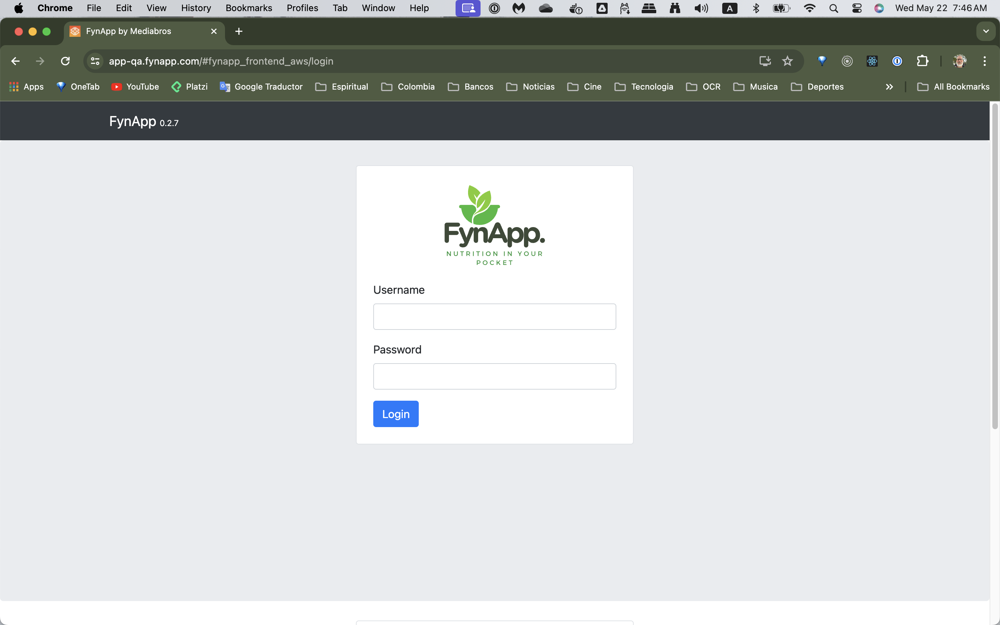 Chrome File Edit View History Bookmarks Profiles Tab Window Help A Wed May 22 7:46 AM
FynApp by Mediabros
app-qa.fynapp.com/#fynapp_frontend_aws/login
Apps OneTab YouTube Platzi Google Traductor Espiritual Colombia Bancos Noticias Cine Tecnologia OCR Musica Deportes All Bookmarks
FynApp 0.2.7
FynApp.
NUTRITION IN YOUR
POCKET
Username
Password
Login